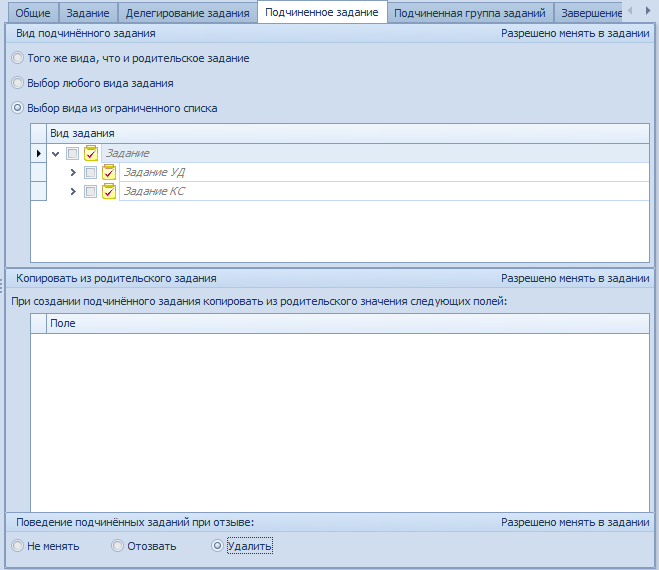 Общие Задание Делегирование задания Подчиненное задание Подчиненная группа заданий Завершение
Вид подчинённого задания Разрешено менять в задании
Того же вида, что и родительское задание
Выбор любого вида задания
Выбор вида из ограниченного списка
Вид задания
Задание
Задание УД
Задание КС
Копировать из родительского задания Разрешено менять в задании
При создании подчинённого задания копировать из родительского значения следующих полей:
Поле
Поведение подчинённых заданий при отзыве: Разрешено менять в задании
Не менять Отозвать Удалить